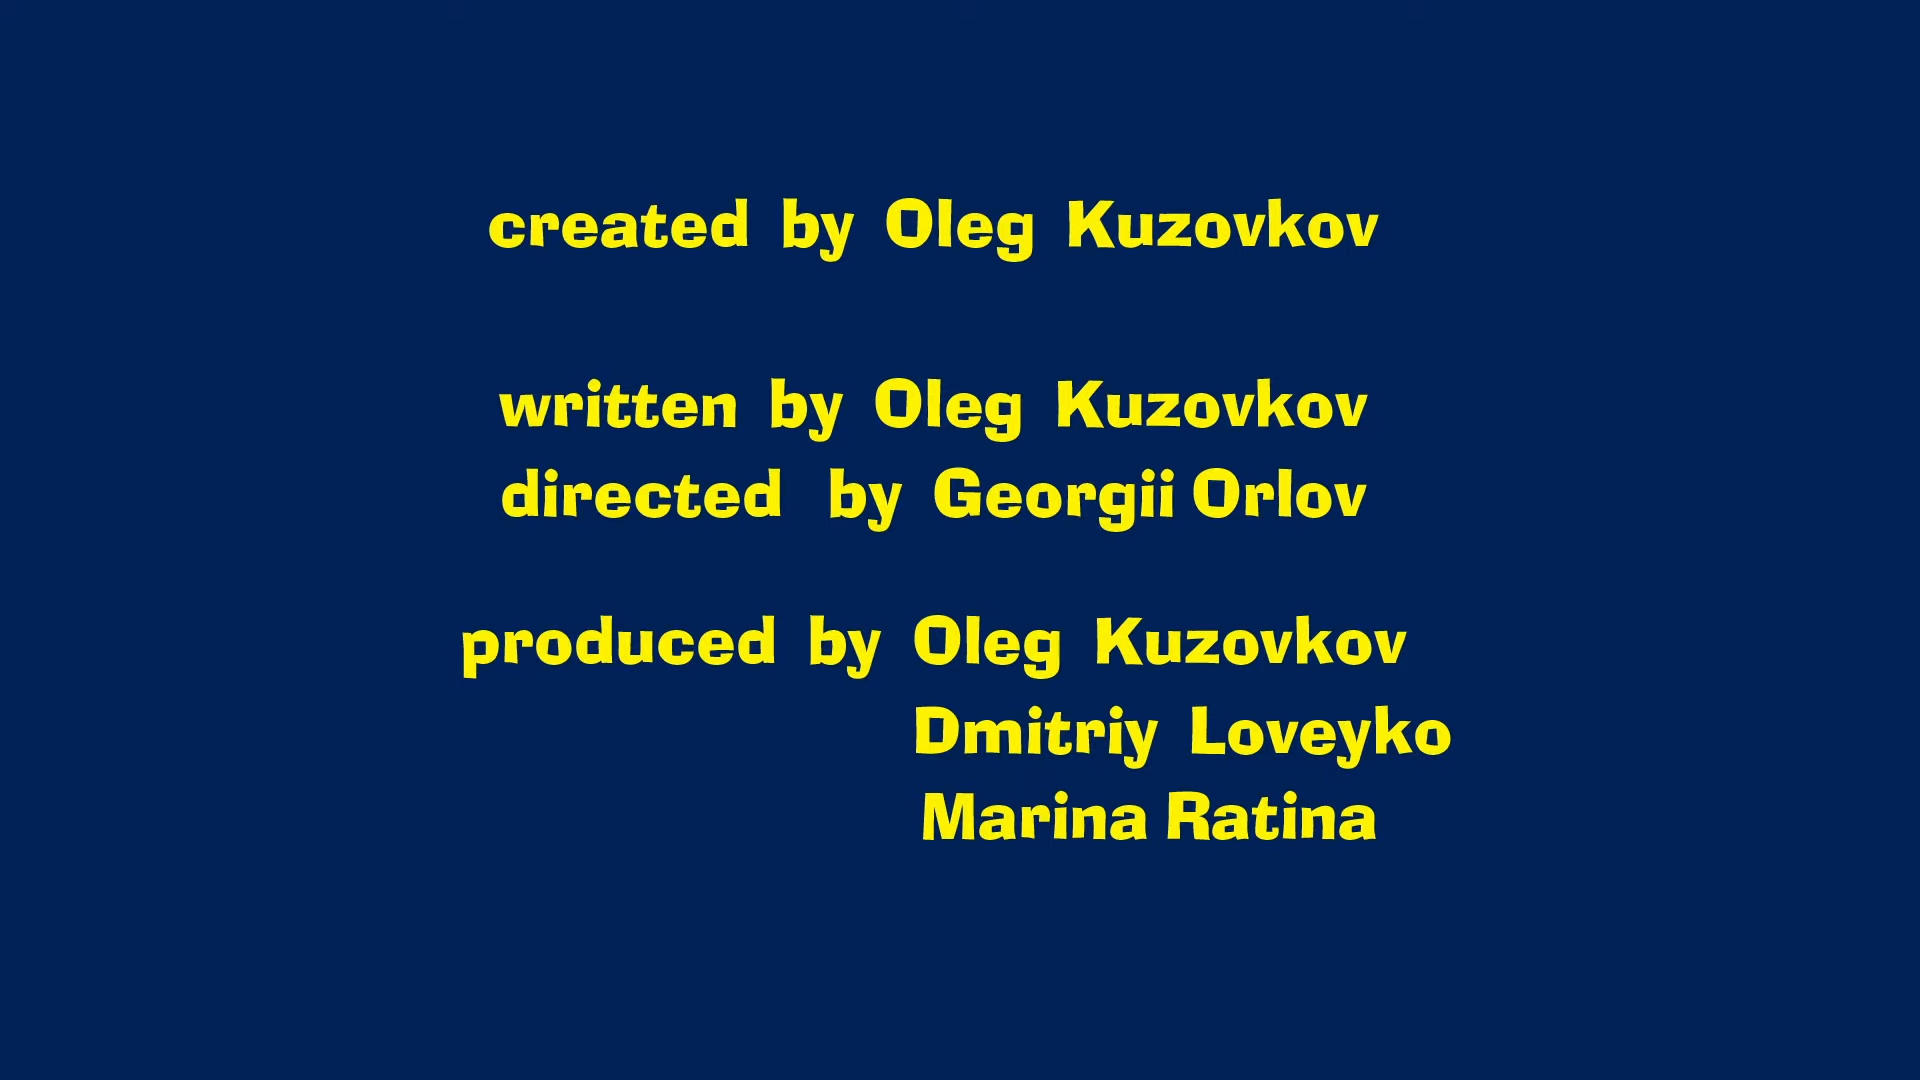 created by Oleg Kuzovkov
written by Oleg Kuzovkov
directed by Georgii Orlov
produced by Oleg Kuzovkov
Dmitriy Loveyko
Marina Ratina